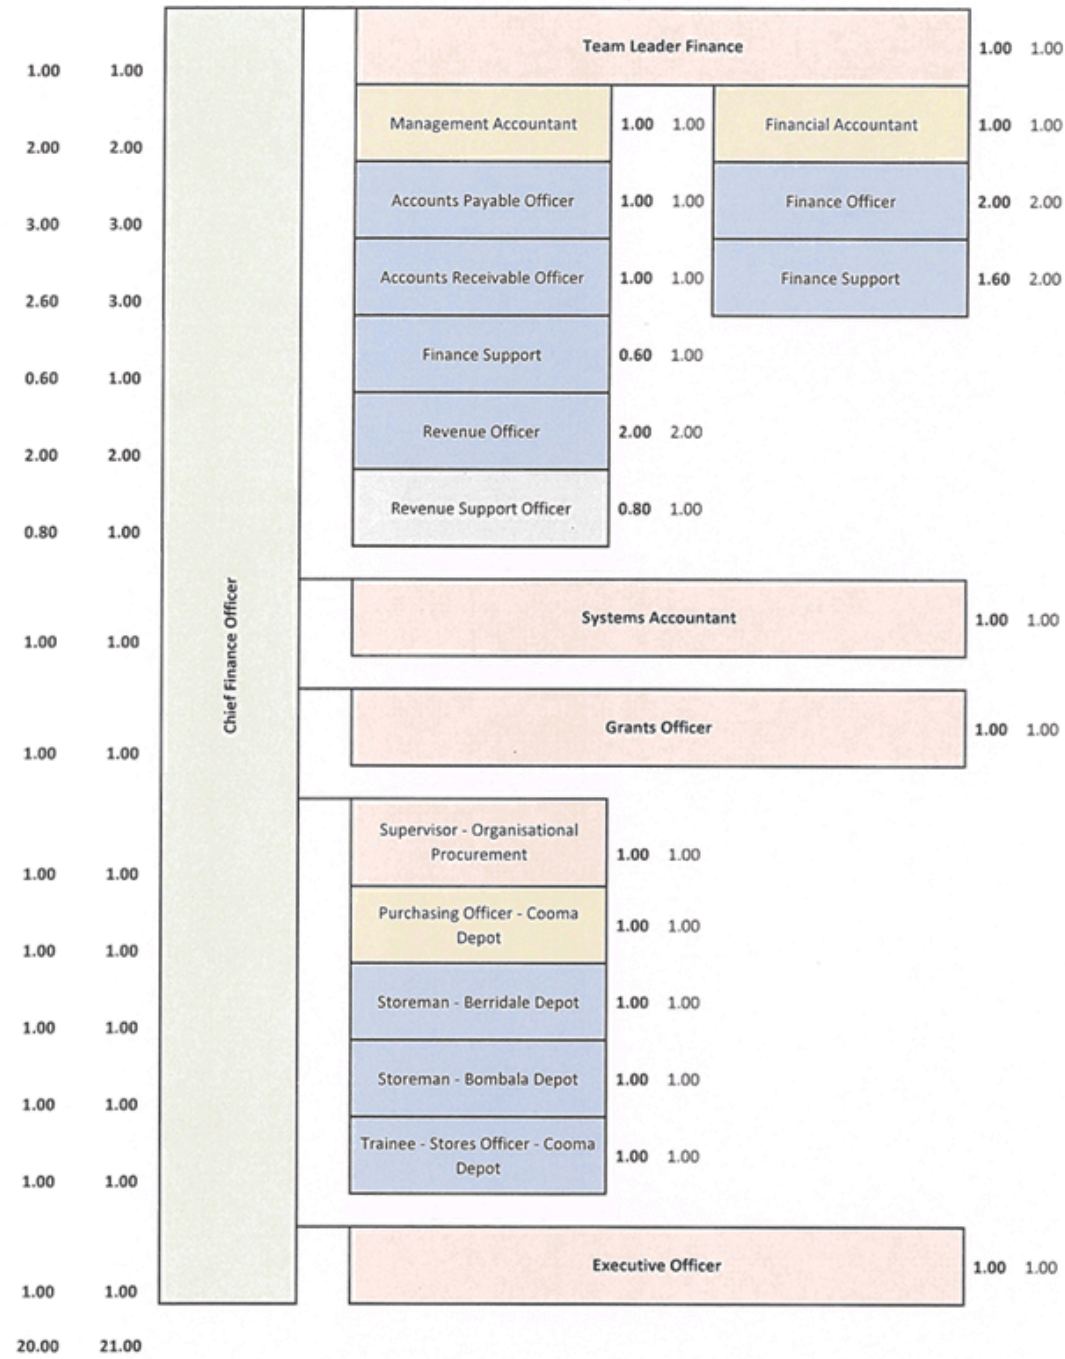 Team Leader Finance 1.00 1.00
1.00 1.00
Management Accountant 1.00 1.00 Financial Accountant 1.00 1.00
2.00 2.00
Accounts Payable Officer 1.00 1.00 Finance Officer 2.00 2.00
3.00 3.00
Accounts Receivable Officer 1.00 1.00 Finance Support 1.60 2.00
2.60 3.00
Finance Support 0.60 1.00
0.60 1.00
Revenue Officer 2.00 2.00
2.00 2.00
Revenue Support Officer 0.80 1.00
0.80 1.00
Chief Finance Officer
Systems Accountant 1.00 1.00
1.00 1.00
Grants Officer 1.00 1.00
1.00 1.00
Supervisor - Organisational
Procurement 1.00 1.00
1.00 1.00
Purchasing Officer - Cooma
Depot 1.00 1.00
1.00 1.00
Storeman - Berridale Depot 1.00 1.00
1.00 1.00
Storeman - Bombala Depot 1.00 1.00
1.00 1.00
Trainee - Stores Officer - Cooma
Depot 1.00 1.00
1.00 1.00
Executive Officer 1.00 1.00
1.00 1.00
20.00 21.00